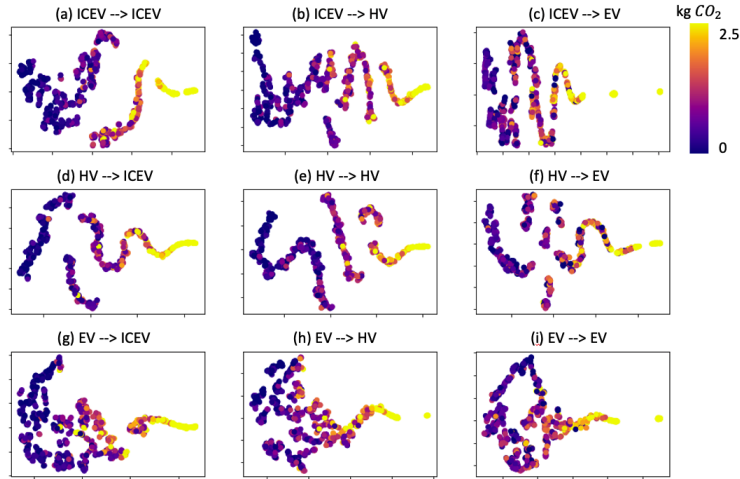 (a) ICEV --> ICEV
(b) ICEV --> HV
(c) ICEV --> EV
kg CO2
2.5
0
(d) HV --> ICEV
(e) HV --> HV
(f) HV --> EV
(g) EV --> ICEV
(h) EV --> HV
(i) EV --> EV